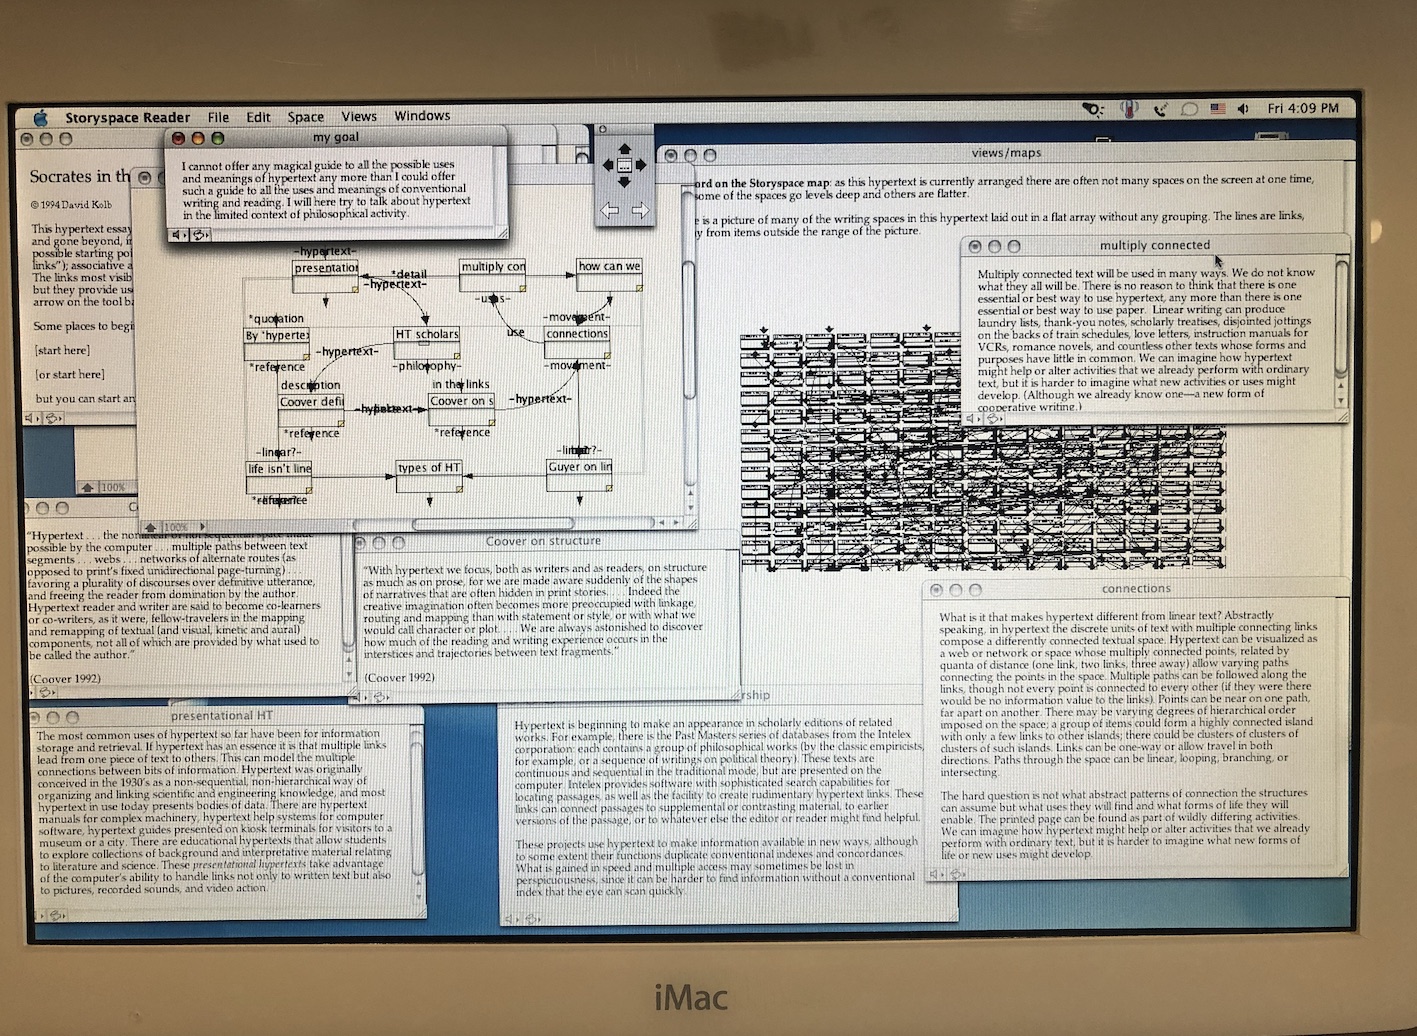 Storyspace Reader File Edit Space Views Windows Fri 4:09 PM
my goal
I cannot offer any magical guide to all the possible uses
and meanings of hypertext any more than I could offer
such a guide to all the uses and meanings of conventional
writing and reading. I will here try to talk about hypertext
in the limited context of philosophical activity.
Socrates in th
© 1994 David Kolb
This hypertext essay
and gone beyond, i
possible starting po
links"); associative a
The links most visib
but they provide us
arrow on the tool b
Some places to begi
[start here]
[or start here]
but you can start an
100%
-hypertext-
presentation
*detail
-hypertext-
multiply con
how can we
-uses-
*quotation
By 'hyperte
HT scholars
use
-movement-
connections
-hypertext-
*reference
-philosophy-
-movement-
description
Coover defi
in the links
Coover on s
-hypertext-
*reference
*reference
-linear?-
life isn't line
types of HT
Guyer on lin
100%
views/maps
ord on the Storyspace map: as this hypertext is currently arranged there are often not many spaces on the screen at one time,
some of the spaces go levels deep and others are flatter.
e is a picture of many of the writing spaces in this hypertext laid out in a flat array without any grouping. The lines are links,
y from items outside the range of the picture.
multiply connected
Multiply connected text will be used in many ways. We do not know
what they all will be. There is no reason to think that there is one
essential or best way to use hypertext, any more than there is one
essential or best way to use paper. Linear writing can produce
laundry lists, thank-you notes, scholarly treatises, disjointed jottings
on the backs of train schedules, love letters, instruction manuals for
VCRs, romance novels, and countless other texts whose forms and
purposes have little in common. We can imagine how hypertext
might help or alter activities that we already perform with ordinary
text, but it is harder to imagine what new activities or uses might
develop. (Although we already know one—a new form of
cooperative writing.)
"Hypertext . . . the
possible by the computer . . . multiple paths between text
segments . . . webs . . . networks of alternate routes (as
opposed to print's fixed unidirectional page-turning)
favoring a plurality of discourses over definitive utterance,
and freeing the reader from domination by the author.
Hypertext reader and writer are said to become co-learners
or co-writers, as it were, fellow-travelers in the mapping
and remapping of textual (and visual, kinetic and aural)
components, not all of which are provided by what used to
be called the author."
(Coover 1992)
Coover on structure
"With hypertext we focus, both as writers and as readers, on structure
as much as on prose, for we are made aware suddenly of the shapes
of narratives that are often hidden in print stories. . . . Indeed the
creative imagination often becomes more preoccupied with linkage,
routing and mapping than with statement or style, or with what we
would call character or plot. . . . We are always astonished to discover
how much of the reading and writing experience occurs in the
interstices and trajectories between text fragments."
(Coover 1992)
connections
What is it that makes hypertext different from linear text? Abstractly
speaking, in hypertext the discrete units of text with multiple connecting links
compose a differently connected textual space. Hypertext can be visualized as
a web or network or space whose multiply connected points, related by
quanta of distance (one link, two links, three away) allow varying paths
connecting the points in the space. Multiple paths can be followed along the
links, though not every point is connected to every other (if they were there
would be no information value to the links). Points can be near on one path,
far apart on another. There may be varying degrees of hierarchical order
imposed on the space; a group of items could form a highly connected island
with only a few links to other islands; there could be clusters of clusters of
clusters of such islands. Links can be one-way or allow travel in both
directions. Paths through the space can be linear, looping, branching, or
intersecting.
The hard question is not what abstract patterns of connection the structures
can assume but what uses they will find and what forms of life they will
enable. The printed page can be found as part of wildly differing activities.
We can imagine how hypertext might help or alter activities that we already
perform with ordinary text, but it is harder to imagine what new forms of
life or new uses might develop.
presentational HT
The most common uses of hypertext so far have been for information
storage and retrieval. If hypertext has an essence it is that multiple links
lead from one piece of text to others. This can model the multiple
connections between bits of information. Hypertext was originally
conceived in the 1930's as a non-sequential, non-hierarchical way of
organizing and linking scientific and engineering knowledge, and most
hypertext in use today presents bodies of data. There are hypertext
manuals for complex machinery, hypertext help systems for computer
software, hypertext guides presented on kiosk terminals for visitors to a
museum or a city. There are educational hypertexts that allow students
to explore collections of background and interpretative material relating
to literature and science. These presentational hypertexts take advantage
of the computer's ability to handle links not only to written text but also
to pictures, recorded sounds, and video action.
rship
Hypertext is beginning to make an appearance in scholarly editions of related
works. For example, there is the Past Masters series of databases from the Intelex
corporation: each contains a group of philosophical works (by the classic empiricists,
for example, or a sequence of writings on political theory). These texts are
continuous and sequential in the traditional mode, but are presented on the
computer. Intelex provides software with sophisticated search capabilities for
locating passages, as well as the facility to create rudimentary hypertext links. These
links can connect passages to supplemental or contrasting material, to earlier
versions of the passage, or to whatever else the editor or reader might find helpful.
These projects use hypertext to make information available in new ways, although
to some extent their functions duplicate conventional indexes and concordances.
What is gained in speed and multiple access may sometimes be lost in
perspicuousness, since it can be harder to find information without a conventional
index that the eye can scan quickly.
iMac